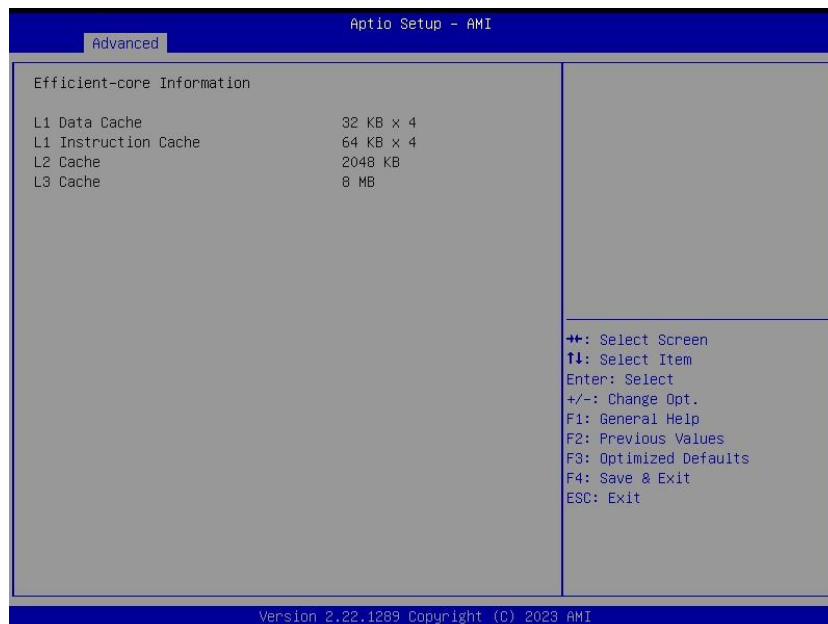 Aptio Setup - AMI
Advanced
Efficient-core Information
L1 Data Cache 32 KB x 4
L1 Instruction Cache 64 KB x 4
L2 Cache 2048 KB
L3 Cache 8 MB
→←: Select Screen
↑↓: Select Item
Enter: Select
+/-: Change Opt.
F1: General Help
F2: Previous Values
F3: Optimized Defaults
F4: Save & Exit
ESC: Exit
Version 2.22.1289 Copyright (C) 2023 AMI